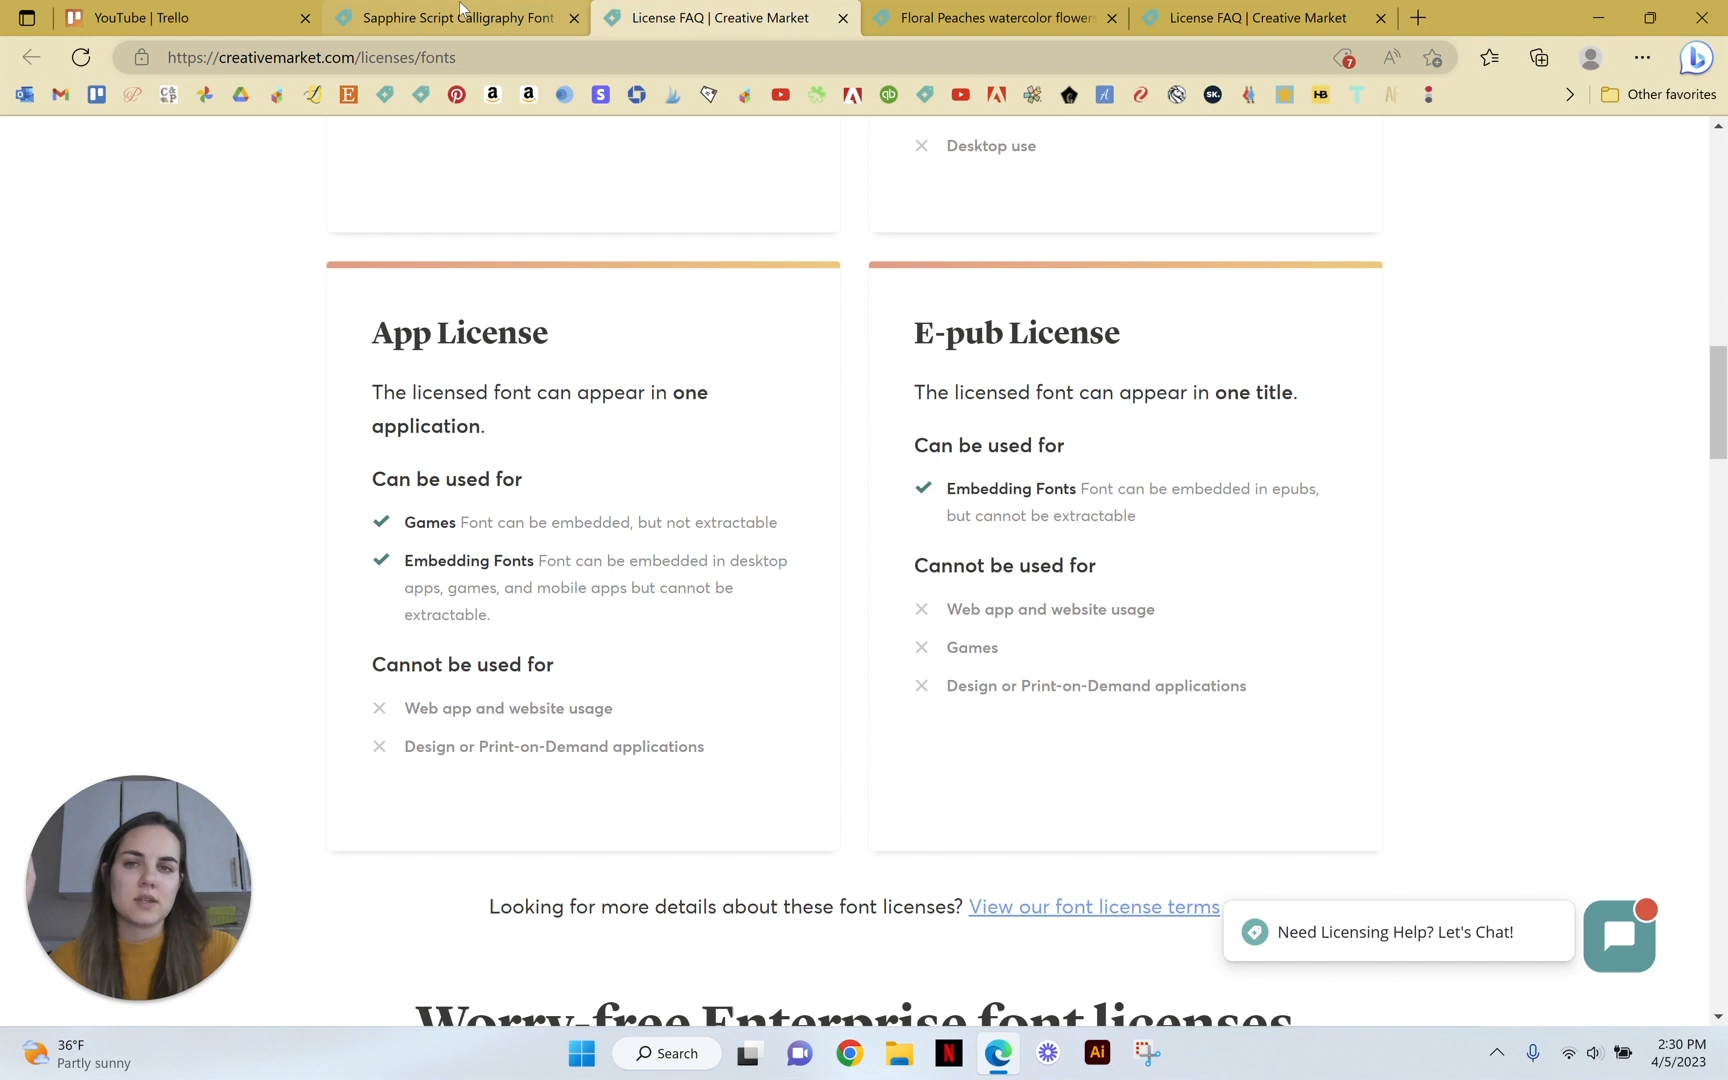 YouTube | Trello
Sapphire Script Calligraphy Font
License FAQ | Creative Market
Floral Peaches watercolor flowers
License FAQ | Creative Market
https://creativemarket.com/licenses/fonts
7
Other favorites
Desktop use
App License
The licensed font can appear in one
application.
Can be used for
Games Font can be embedded, but not extractable
Embedding Fonts Font can be embedded in desktop
apps, games, and mobile apps but cannot be
extractable.
Cannot be used for
Web app and website usage
Design or Print-on-Demand applications
E-pub License
The licensed font can appear in one title.
Can be used for
Embedding Fonts Font can be embedded in epubs,
but cannot be extractable
Cannot be used for
Web app and website usage
Games
Design or Print-on-Demand applications
Looking for more details about these font licenses? View our font license terms
Need Licensing Help? Let's Chat!
Worry-free Enterprise font licenses
36°F
Partly sunny
Search
Ai
2:30 PM
4/5/2023